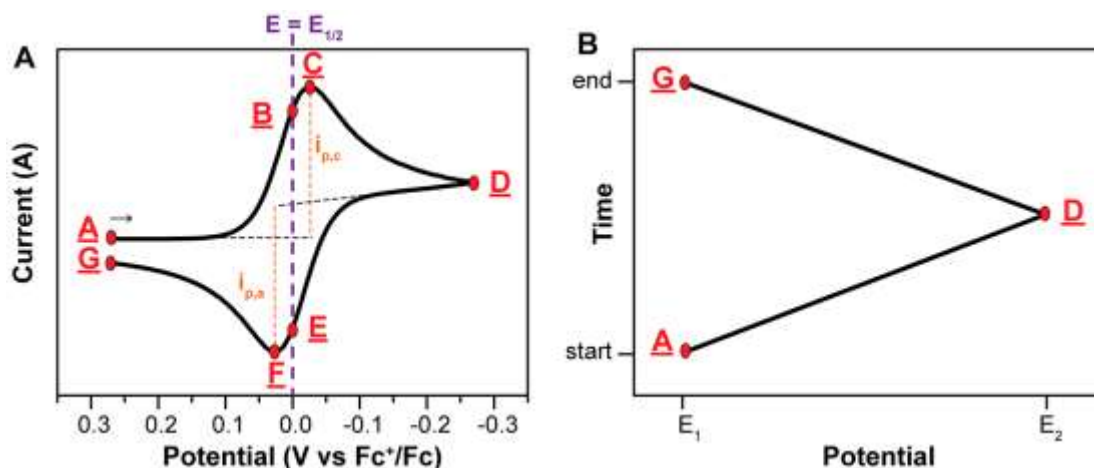 E = E1/2
A
C
B
ip,c
D
A →
G
ip,a
E
F
Current (A)
0.3 0.2 0.1 0.0 -0.1 -0.2 -0.3
Potential (V vs Fc⁺/Fc)
B
end
G
Time
D
start
A
E1 E2
Potential